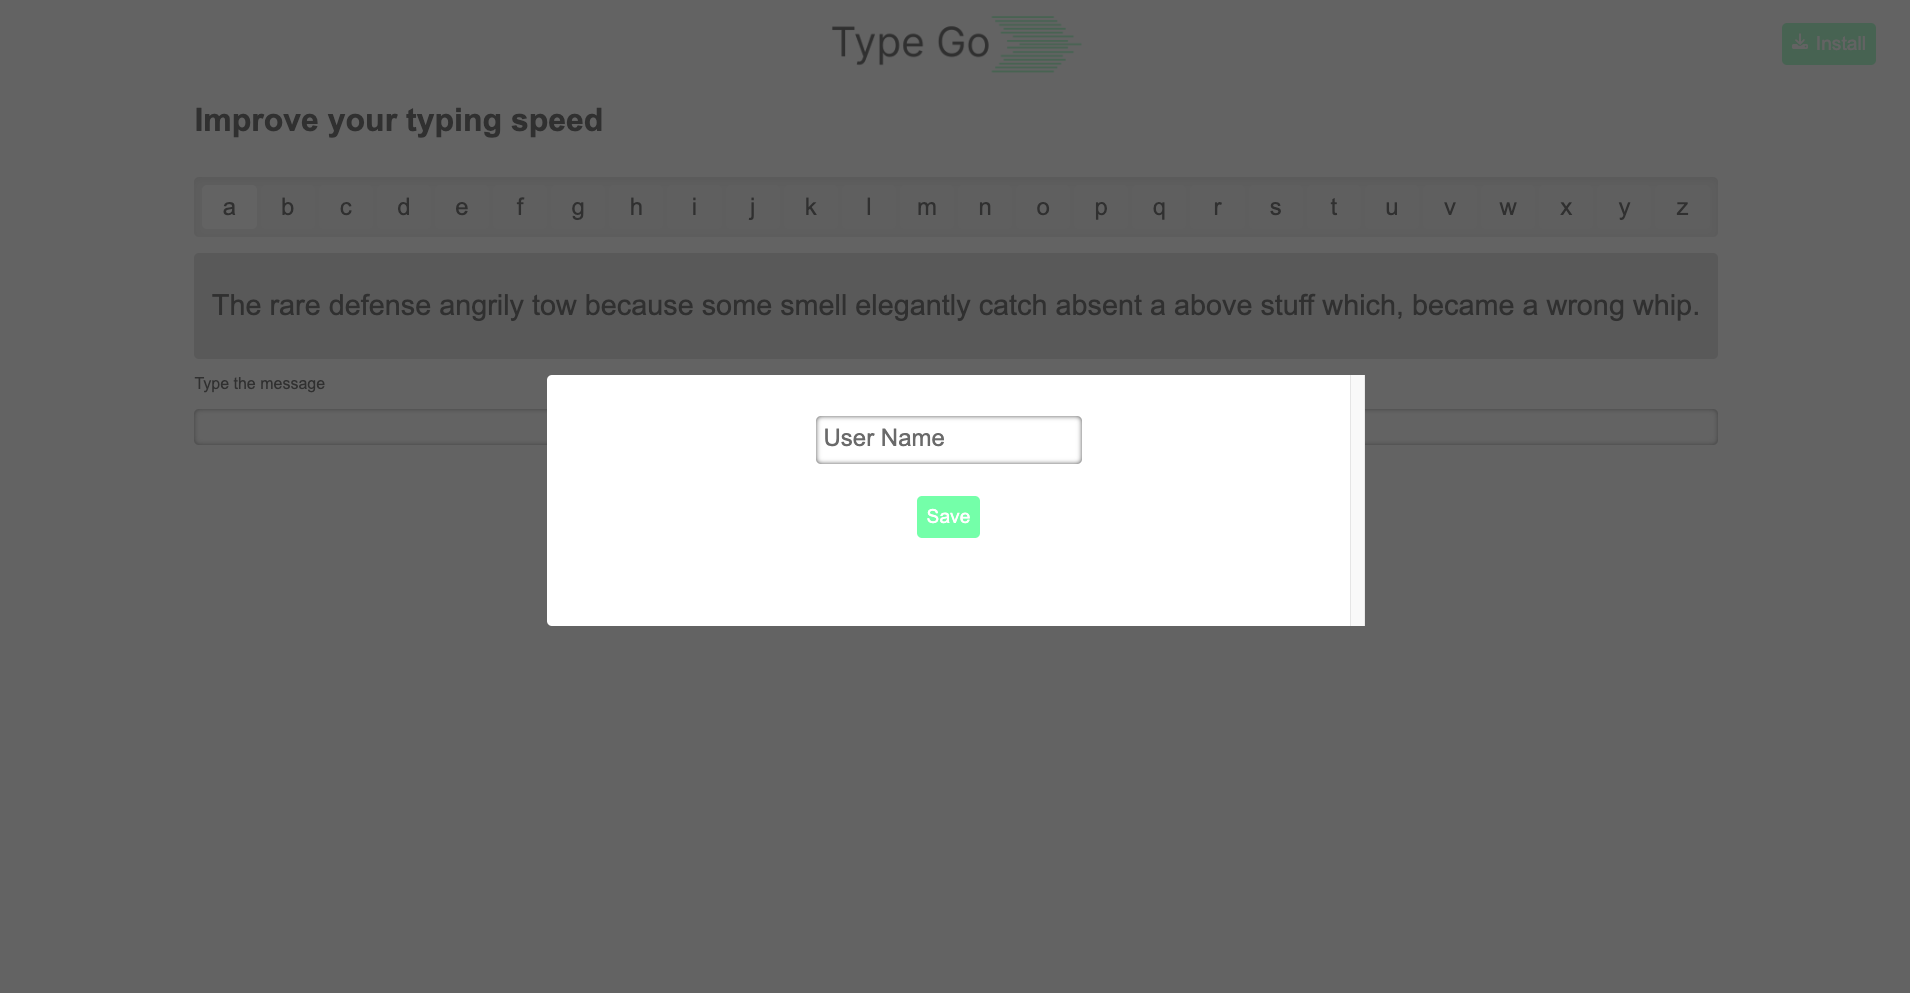 Type Go
Install
Improve your typing speed
a b c d e f g h i j k l m n o p q r s t u v w x y z
The rare defense angrily tow because some smell elegantly catch absent a above stuff which, became a wrong whip.
Type the message
User Name
Save